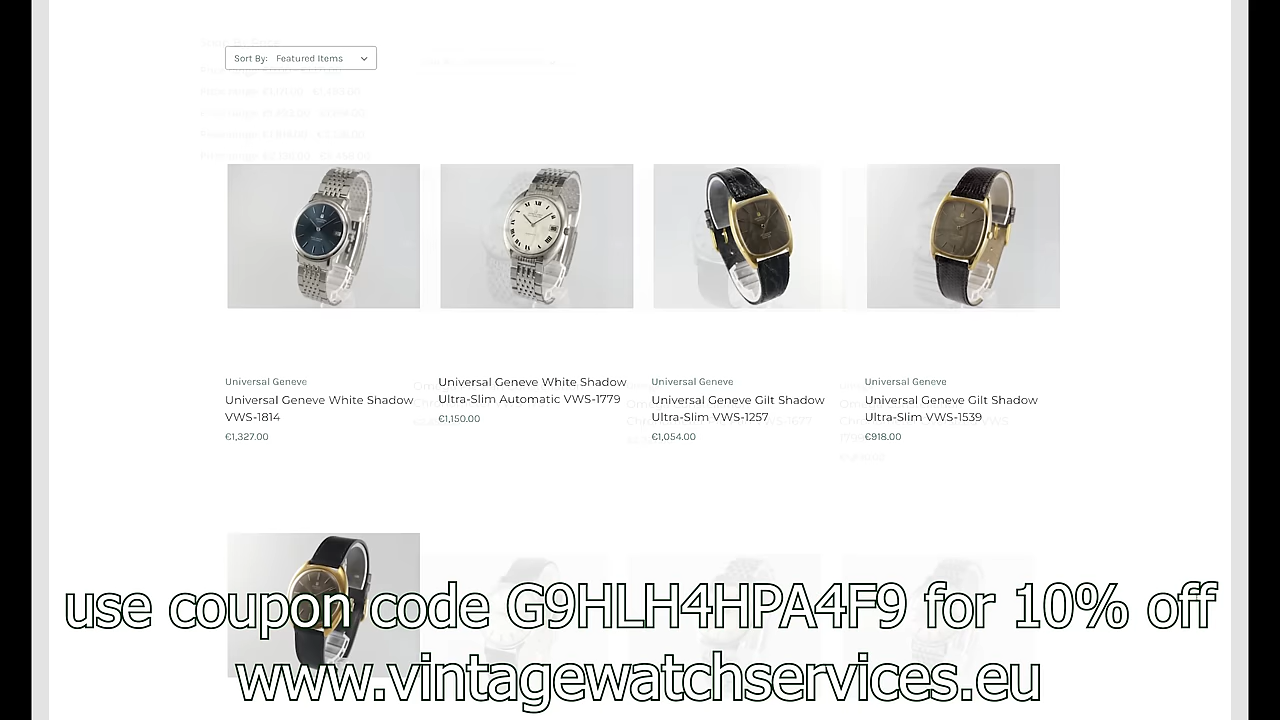 Sort By: Featured Items
Universal Geneve
Universal Geneve White Shadow
VWS-1814
€1,327.00
Universal Geneve White Shadow
Ultra-Slim Automatic VWS-1779
€1,150.00
Universal Geneve
Universal Geneve Gilt Shadow
Ultra-Slim VWS-1257
€1,054.00
Universal Geneve
Universal Geneve Gilt Shadow
Ultra-Slim VWS-1539
€918.00
use coupon code G9HLH4HPA4F9 for 10% off
www.vintagewatchservices.eu